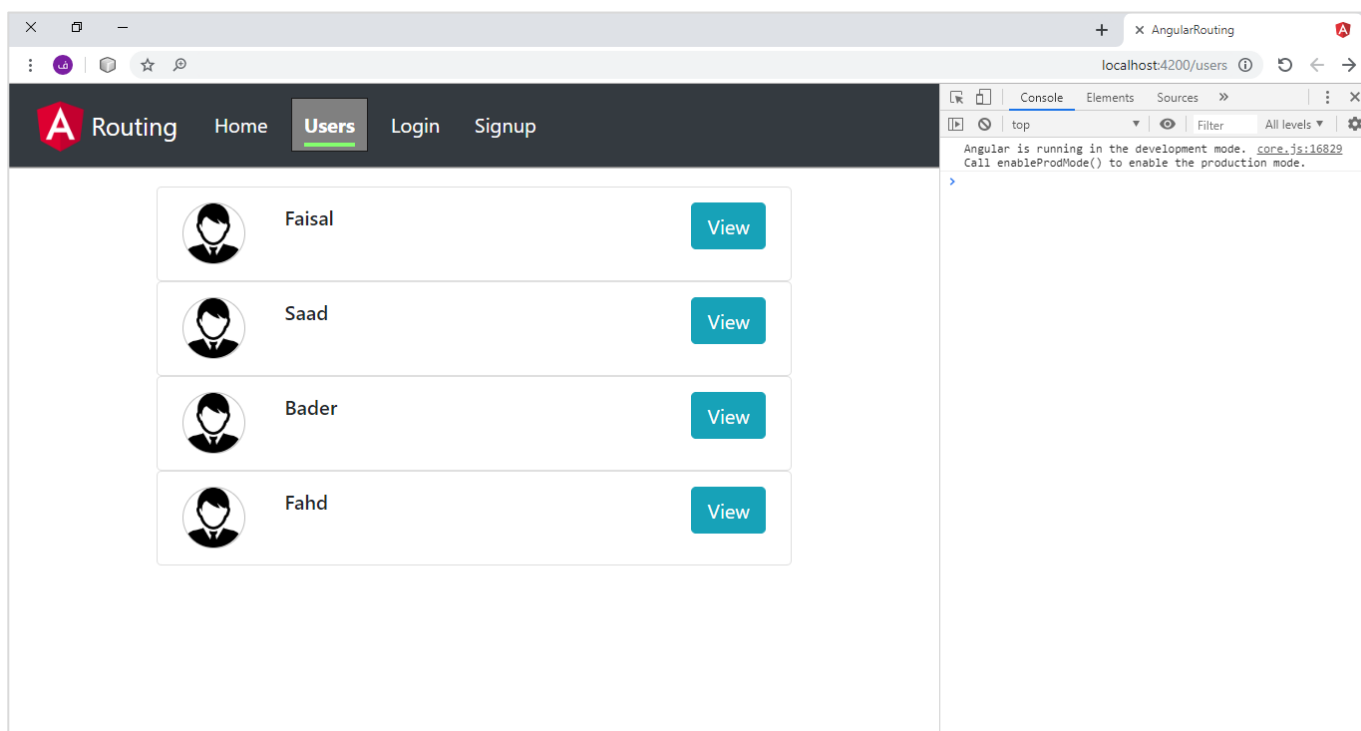 AngularRouting
ف
localhost:4200/users
A Routing Home Users Login Signup
Console Elements Sources »
top Filter All levels ▼
Angular is running in the development mode. core.js:16829
Call enableProdMode() to enable the production mode.
>
Faisal View
Saad View
Bader View
Fahd View